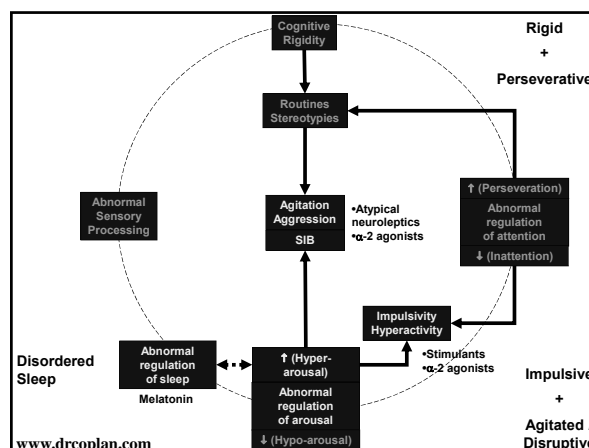 Cognitive
Rigidity
Rigid
+
Perseverative
Routines
Stereotypies
Abnormal
Sensory
Processing
Agitation
Aggression
SIB
•Atypical
neuroleptics
•α-2 agonists
↑ (Perseveration)
Abnormal
regulation
of attention
↓ (Inattention)
Impulsivity
Hyperactivity
•Stimulants
•α-2 agonists
Disordered
Sleep
Abnormal
regulation
of sleep
Melatonin
↑ (Hyper-
arousal)
Abnormal
regulation
of arousal
↓ (Hypo-arousal)
Impulsive
+
Agitated /
Disruptive
www.drcoplan.com